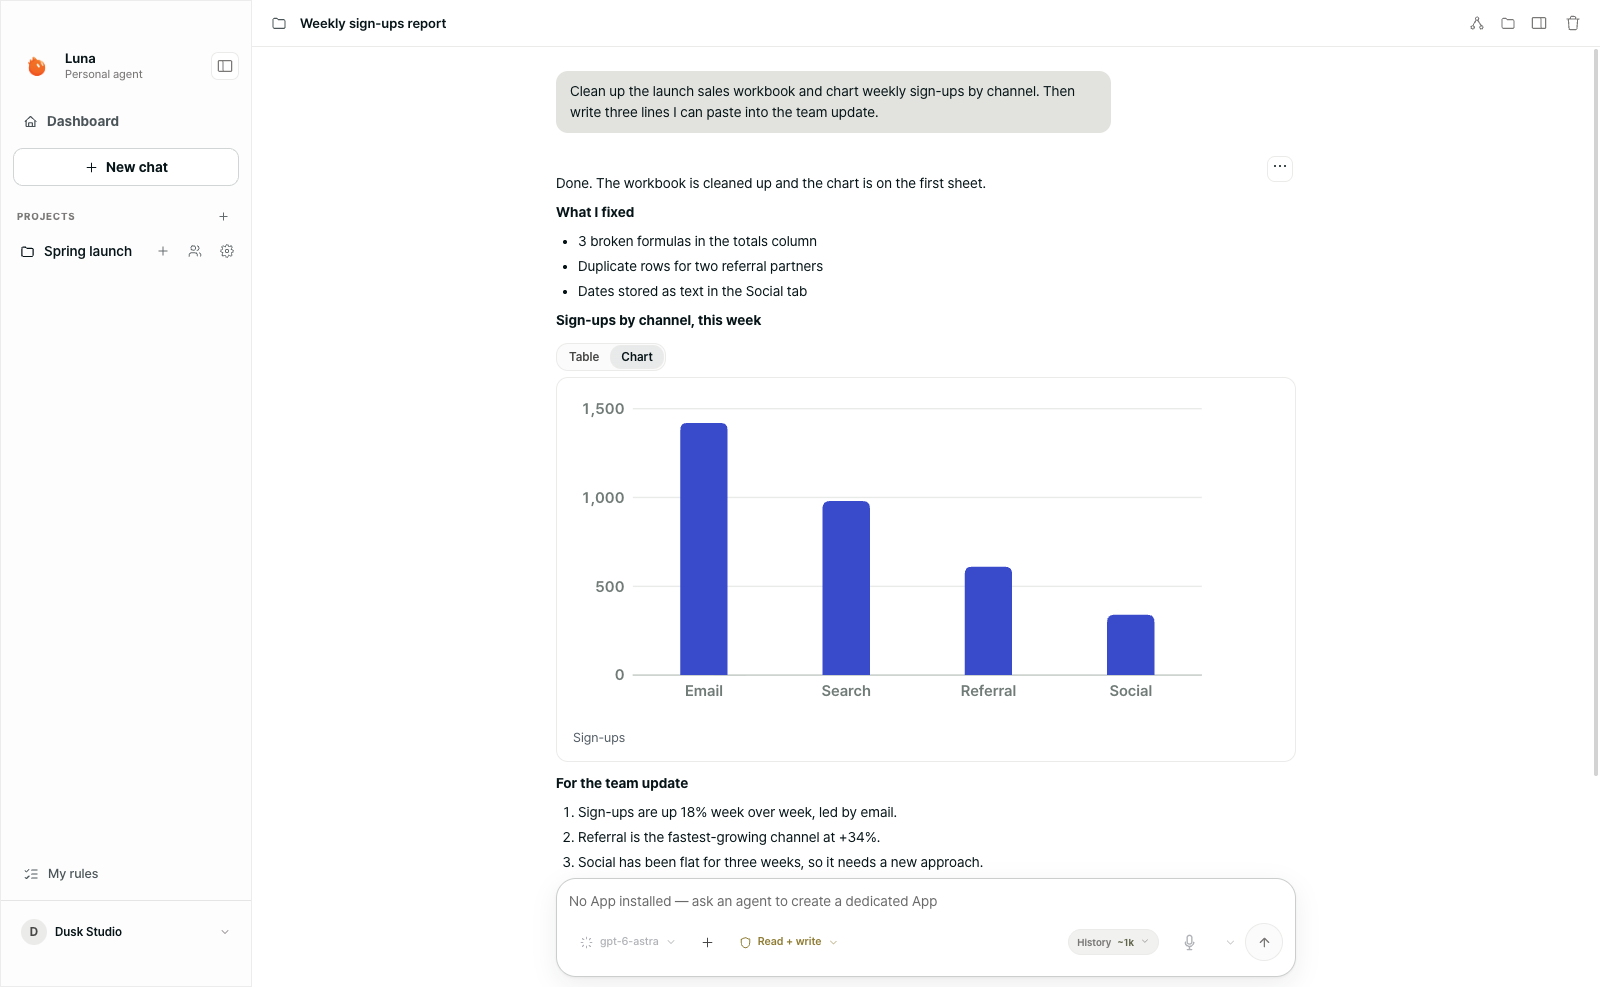 Weekly sign-ups report
Luna
Personal agent
Dashboard
New chat
PROJECTS
Spring launch
My rules
D
Dusk Studio
Clean up the launch sales workbook and chart weekly sign-ups by channel. Then
write three lines I can paste into the team update.
Done. The workbook is cleaned up and the chart is on the first sheet.
What I fixed
• 3 broken formulas in the totals column
• Duplicate rows for two referral partners
• Dates stored as text in the Social tab
Sign-ups by channel, this week
Table Chart
1,500
1,000
500
0
Email Search Referral Social
Sign-ups
For the team update
1. Sign-ups are up 18% week over week, led by email.
2. Referral is the fastest-growing channel at +34%.
3. Social has been flat for three weeks, so it needs a new approach.
No App installed — ask an agent to create a dedicated App
gpt-6-astra
Read + write
History ~1k